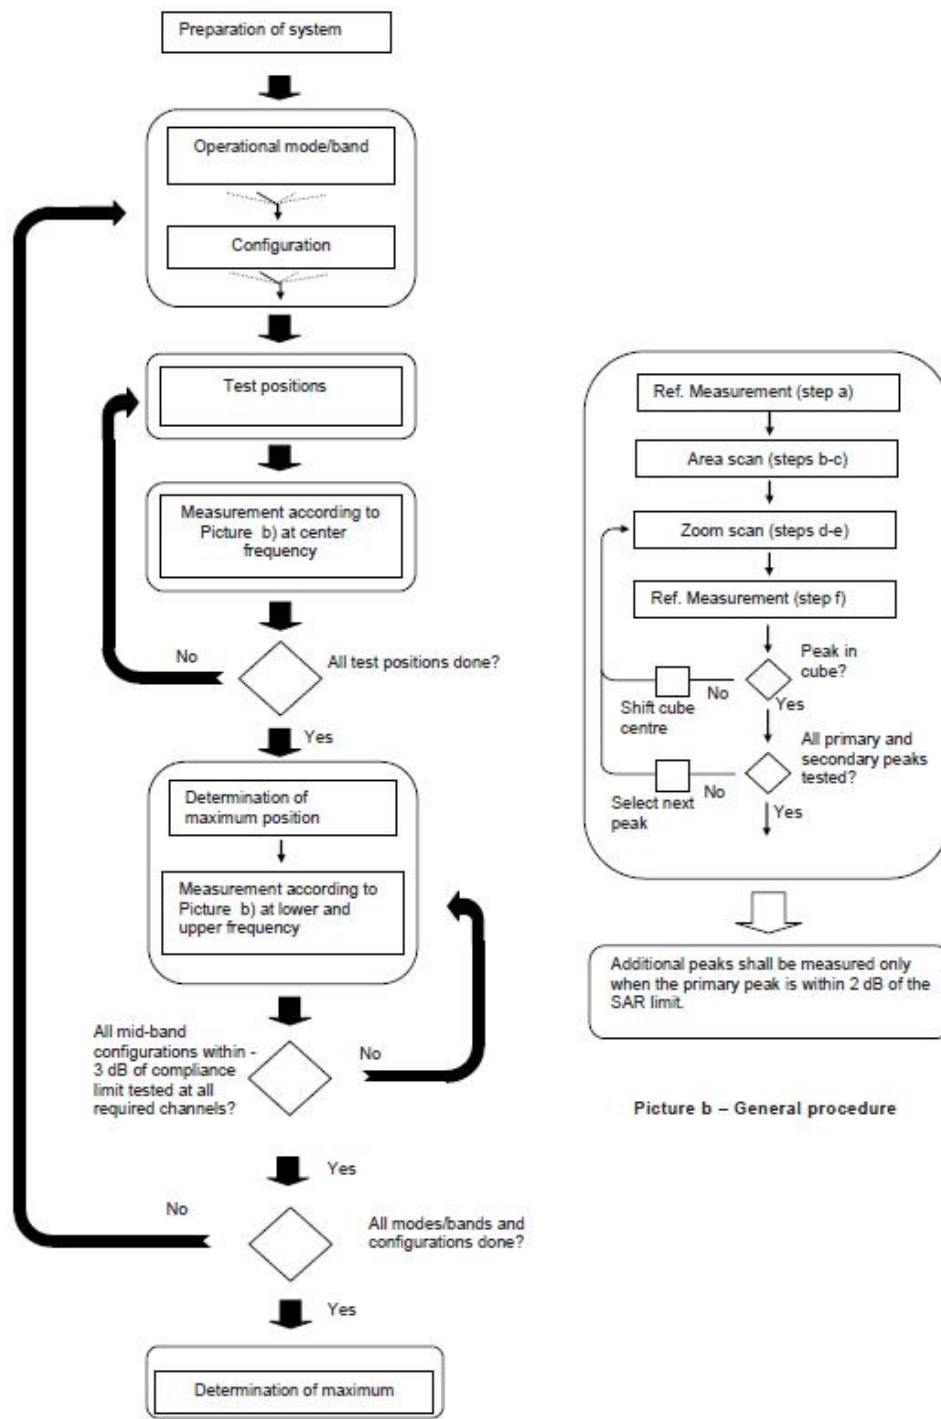 Preparation of system
Operational mode/band
Configuration
Test positions
Measurement according to
Picture b) at center
frequency
No
All test positions done?
Yes
Determination of
maximum position
Measurement according to
Picture b) at lower and
upper frequency
All mid-band
configurations within -
3 dB of compliance
limit tested at all
required channels?
No
Yes
No
All modes/bands and
configurations done?
Yes
Determination of maximum
Ref. Measurement (step a)
Area scan (steps b-c)
Zoom scan (steps d-e)
Ref. Measurement (step f)
Peak in
cube?
No
Shift cube
centre
Yes
All primary and
secondary peaks
tested?
No
Select next
peak
Yes
Additional peaks shall be measured only
when the primary peak is within 2 dB of the
SAR limit.
Picture b – General procedure